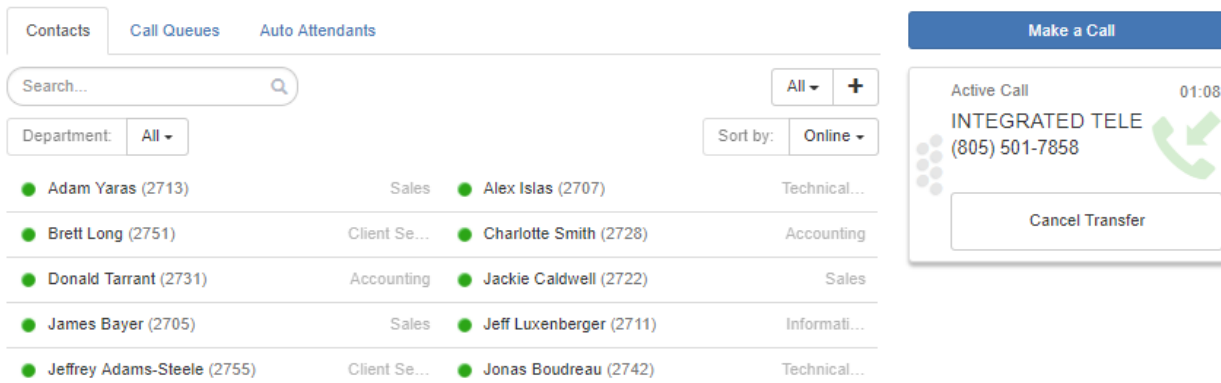 Contacts Call Queues Auto Attendants
Search...
All +
Department: All
Sort by: Online
Adam Yaras (2713) Sales
Alex Islas (2707) Technical...
Brett Long (2751) Client Se...
Charlotte Smith (2728) Accounting
Donald Tarrant (2731) Accounting
Jackie Caldwell (2722) Sales
James Bayer (2705) Sales
Jeff Luxenberger (2711) Informati...
Jeffrey Adams-Steele (2755) Client Se...
Jonas Boudreau (2742) Technical...
Make a Call
Active Call 01:08
INTEGRATED TELE
(805) 501-7858
Cancel Transfer